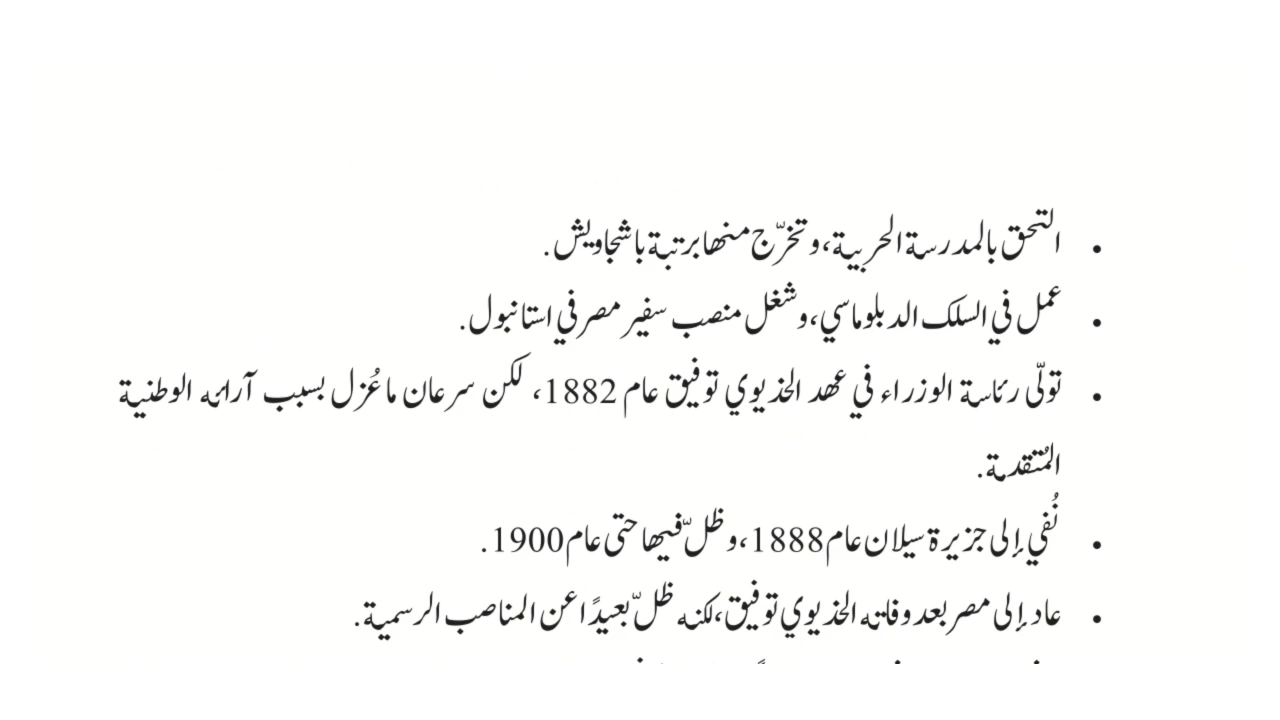 • التحق بالمدرسة الحربية، وتخرّج منها برتبة باشجاويش.
• عمل في السلك الدبلوماسي، وشغل منصب سفير مصر في استانبول.
• تولّى رئاسة الوزراء في عهد الخديوي توفيق عام 1882، لكن سرعان ما عُزل بسبب آرائه الوطنية
المُتقدمة.
• نُفي إلى جزيرة سيلان عام 1888، وظلّ فيها حتى عام 1900.
• عاد إلى مصر بعد وفاته الخديوي توفيق، لكنه ظلّ بعيدًا عن المناصب الرسمية.